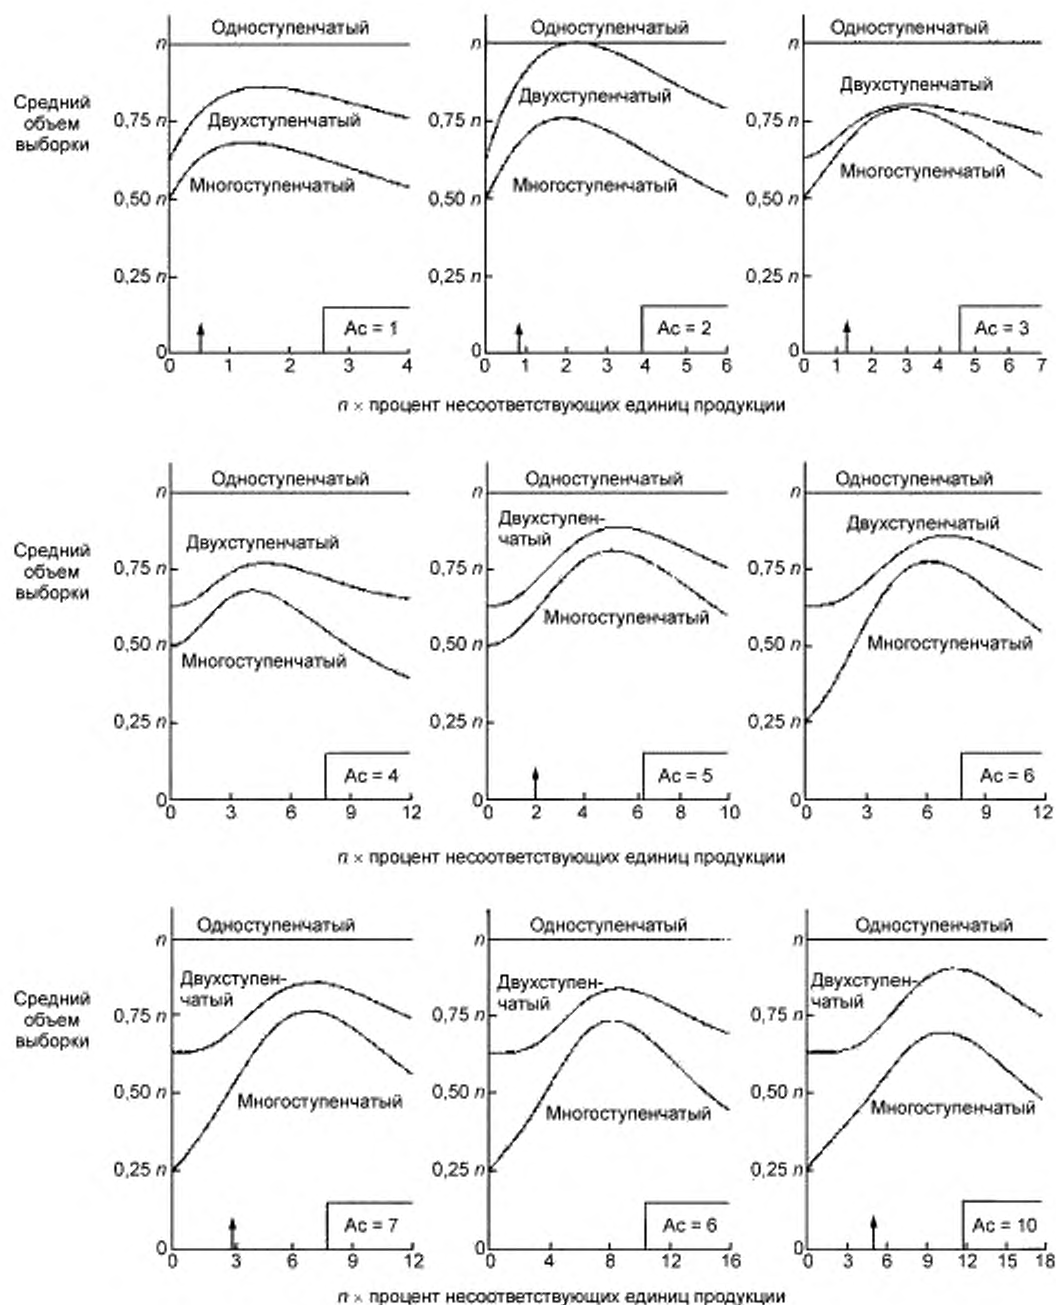 Одноступенчатый
Одноступенчатый
Одноступенчатый
n
n
n
Средний
объем
выборки
0,75 n
0,75 n
0,75 n
Двухступенчатый
Двухступенчатый
Двухступенчатый
Многоступенчатый
Многоступенчатый
Многоступенчатый
0,50 n
0,50 n
0,50 n
0,25 n
0,25 n
0,25 n
Ac = 1
Ac = 2
Ac = 3
0
0
0
0 1 2 3 4
0 1 2 3 4 5 6
0 1 2 3 4 5 6 7
n × процент несоответствующих единиц продукции
Одноступенчатый
Одноступенчатый
Одноступенчатый
n
n
n
Средний
объем
выборки
Двухступенчатый
Двухступен-
чатый
Двухступенчатый
0,75 n
0,75 n
0,75 n
0,50 n
0,50 n
0,50 n
Многоступенчатый
Многоступенчатый
Многоступенчатый
0,25 n
0,25 n
0,25 n
Ac = 4
Ac = 5
Ac = 6
0
0
0
0 3 6 9 12
0 2 4 6 8 10
0 3 6 9 12
n × процент несоответствующих единиц продукции
Одноступенчатый
Одноступенчатый
Одноступенчатый
n
n
n
Средний
объем
выборки
Двухступен-
чатый
Двухступен-
чатый
Двухступен-
чатый
0,75 n
0,75 n
0,75 n
0,50 n
0,50 n
0,50 n
Многоступенчатый
Многоступенчатый
Многоступенчатый
0,25 n
0,25 n
0,25 n
Ac = 7
Ac = 6
Ac = 10
0
0
0
0 3 6 9 12
0 4 8 12 16
0 3 6 9 12 15 18
n × процент несоответствующих единиц продукции